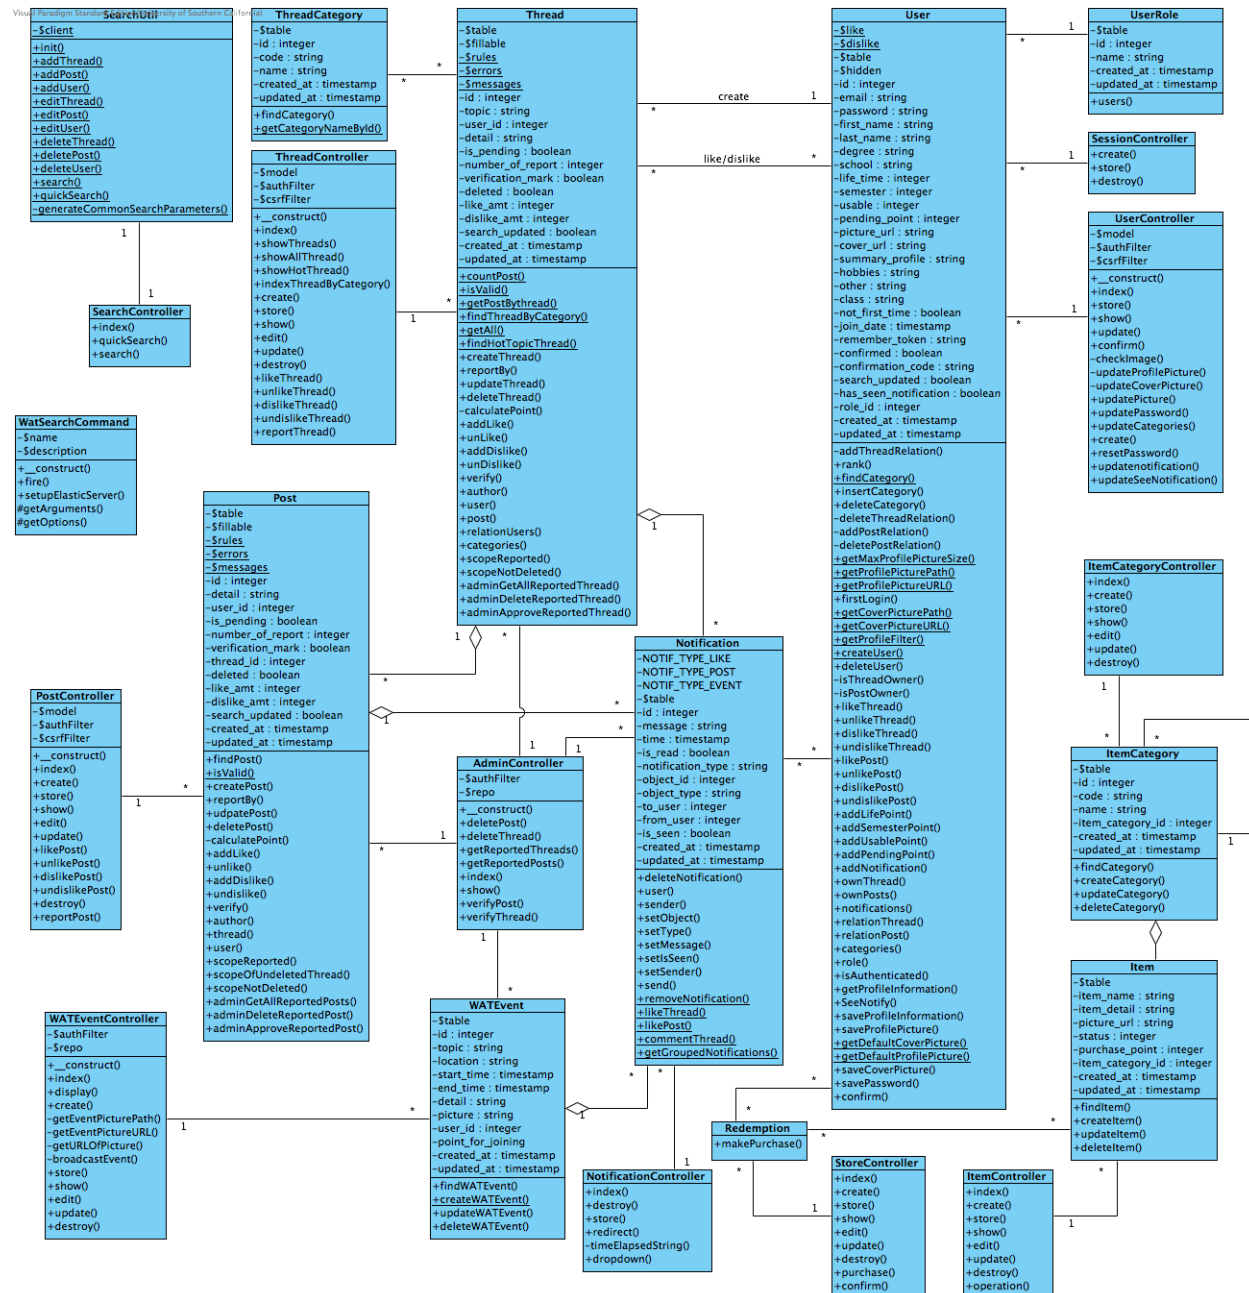 Visual Paradigm Standard
SearchUtil
-$client
+init()
+addThread()
+addPost()
+addUser()
+editThread()
+editPost()
+editUser()
+deleteThread()
+deletePost()
+deleteUser()
+search()
+quickSearch()
-generateCommonSearchParameters()
1
1
SearchController
+index()
+quickSearch()
+search()
WatSearchCommand
-$name
-$description
+__construct()
+fire()
+setupElasticServer()
#getArguments()
#getOptions()
ThreadCategory
-$table
-id : integer
-code : string
-name : string
-created_at : timestamp
-updated_at : timestamp
+findCategory()
+getCategoryNameById()
*
*
ThreadController
-$model
-$authFilter
-$csrfFilter
+__construct()
+index()
+showThreads()
+showAllThread()
+showHotThread()
+indexThreadByCategory()
+create()
+store()
+show()
+edit()
+update()
+destroy()
+likeThread()
+unlikeThread()
+dislikeThread()
+undislikeThread()
+reportThread()
1
*
Thread
-$table
-$fillable
-$rules
-$errors
-$messages
-id : integer
-topic : string
-user_id : integer
-detail : string
-is_pending : boolean
-number_of_report : integer
-verification_mark : boolean
-deleted : boolean
-like_amt : integer
-dislike_amt : integer
-search_updated : boolean
-created_at : timestamp
-updated_at : timestamp
+countPost()
+isValid()
+getPostBythread()
+findThreadByCategory()
+getAll()
+findHotTopicThread()
+createThread()
+reportBy()
+updateThread()
+deleteThread()
-calculatePoint()
+addLike()
+unLike()
+addDislike()
+unDislike()
+verify()
+author()
+user()
+post()
+relationUsers()
+categories()
+scopeReported()
+scopeNotDeleted()
+adminGetAllReportedThread()
+adminDeleteReportedThread()
+adminApproveReportedThread()
create
*
1
like/dislike
*
*
User
-$like
-$dislike
-$table
-$hidden
-id : integer
-email : string
-password : string
-first_name : string
-last_name : string
-degree : string
-school : string
-life_time : integer
-semester : integer
-usable : integer
-pending_point : integer
-picture_url : string
-cover_url : string
-summary_profile : string
-hobbies : string
-other : string
-class : string
-not_first_time : boolean
-join_date : timestamp
-remember_token : string
-confirmed : boolean
-confirmation_code : string
-search_updated : boolean
-has_seen_notification : boolean
-role_id : integer
-created_at : timestamp
-updated_at : timestamp
-addThreadRelation()
+rank()
+findCategory()
+insertCategory()
+deleteCategory()
-deleteThreadRelation()
-addPostRelation()
-deletePostRelation()
+getMaxProfilePictureSize()
+getProfilePicturePath()
+getProfilePictureURL()
+firstLogin()
+getCoverPicturePath()
+getCoverPictureURL()
+getProfileFilter()
+createUser()
+deleteUser()
-isThreadOwner()
-isPostOwner()
+likeThread()
+unlikeThread()
+dislikeThread()
+undislikeThread()
+likePost()
+unlikePost()
+dislikePost()
+undislikePost()
+addLifePoint()
+addSemesterPoint()
+addUsablePoint()
+addPendingPoint()
+addNotification()
+ownThread()
+ownPosts()
+notifications()
+relationThread()
+relationPost()
+categories()
+role()
+isAuthenticated()
+getProfileInformation()
+SeeNotify()
+saveProfileInformation()
+saveProfilePicture()
+getDefaultCoverPicture()
+getDefaultProfilePicture()
+saveCoverPicture()
+savePassword()
+confirm()
1
*
UserRole
-$table
-id : integer
-name : string
-created_at : timestamp
-updated_at : timestamp
+users()
1
*
SessionController
+create()
+store()
+destroy()
1
*
UserController
-$model
-$authFilter
-$csrfFilter
+__construct()
+index()
+store()
+show()
+update()
+confirm()
-checkImage()
-updateProfilePicture()
-updateCoverPicture()
+updatePicture()
+updatePassword()
+updateCategories()
+create()
+resetPassword()
+updatenotification()
+updateSeeNotification()
Post
-$table
-$fillable
-$rules
-$errors
-$messages
-id : integer
-detail : string
-user_id : integer
-is_pending : boolean
-number_of_report : integer
-verification_mark : boolean
-thread_id : integer
-deleted : boolean
-like_amt : integer
-dislike_amt : integer
-search_updated : boolean
-created_at : timestamp
-updated_at : timestamp
+findPost()
+isValid()
+createPost()
+reportBy()
+udpatePost()
+deletePost()
-calculatePoint()
+addLike()
+unlike()
+addDislike()
+undislike()
+verify()
+author()
+thread()
+user()
+scopeReported()
+scopeOfUndeletedThread()
+scopeNotDeleted()
+adminGetAllReportedPosts()
+adminDeleteReportedPost()
+adminApproveReportedPost()
PostController
-$model
-$authFilter
-$csrfFilter
+__construct()
+index()
+create()
+store()
+show()
+edit()
+update()
+likePost()
+unlikePost()
+dislikePost()
+undislikePost()
+destroy()
+reportPost()
1
*
1
*
*
1
1
*
1
*
1
*
Notification
-NOTIF_TYPE_LIKE
-NOTIF_TYPE_POST
-NOTIF_TYPE_EVENT
-$table
-id : integer
-message : string
-time : timestamp
-is_read : boolean
-notification_type : string
-object_id : integer
-object_type : string
-to_user : integer
-from_user : integer
-is_seen : boolean
-created_at : timestamp
-updated_at : timestamp
+deleteNotification()
+user()
+sender()
+setObject()
+setType()
+setMessage()
+setIsSeen()
+setSender()
+send()
+removeNotification()
+likeThread()
+likePost()
+commentThread()
+getGroupedNotifications()
*
*
AdminController
-$authFilter
-$repo
+__construct()
+deletePost()
+deleteThread()
+getReportedThreads()
+getReportedPosts()
+index()
+show()
+verifyPost()
+verifyThread()
1
*
1
*
WATEvent
-$table
-id : integer
-topic : string
-location : string
-start_time : timestamp
-end_time : timestamp
-detail : string
-picture : string
-user_id : integer
-point_for_joining
-created_at : timestamp
-updated_at : timestamp
+findWATEvent()
+createWATEvent()
+updateWATEvent()
+deleteWATEvent()
WATEventController
-$authFilter
-$repo
+__construct()
+index()
+display()
+create()
-getEventPicturePath()
-getEventPictureURL()
-getURLOfPicture()
-broadcastEvent()
+store()
+show()
+edit()
+update()
+destroy()
1
*
1
*
*
1
NotificationController
+index()
+destroy()
+store()
+redirect()
-timeElapsedString()
+dropdown()
ItemCategoryController
+index()
+create()
+store()
+show()
+edit()
+update()
+destroy()
1
*
*
ItemCategory
-$table
-id : integer
-code : string
-name : string
-item_category_id : integer
-created_at : timestamp
-updated_at : timestamp
+findCategory()
+createCategory()
+updateCategory()
+deleteCategory()
1
Item
-$table
-item_name : string
-item_detail : string
-picture_url : string
-status : integer
-purchase_point : integer
-item_category_id : integer
-created_at : timestamp
-updated_at : timestamp
+findItem()
+createItem()
+updateItem()
+deleteItem()
*
*
Redemption
+makePurchase()
*
*
*
1
StoreController
+index()
+create()
+store()
+show()
+edit()
+update()
+destroy()
+purchase()
+confirm()
*
1
ItemController
+index()
+create()
+store()
+show()
+edit()
+update()
+destroy()
+operation()